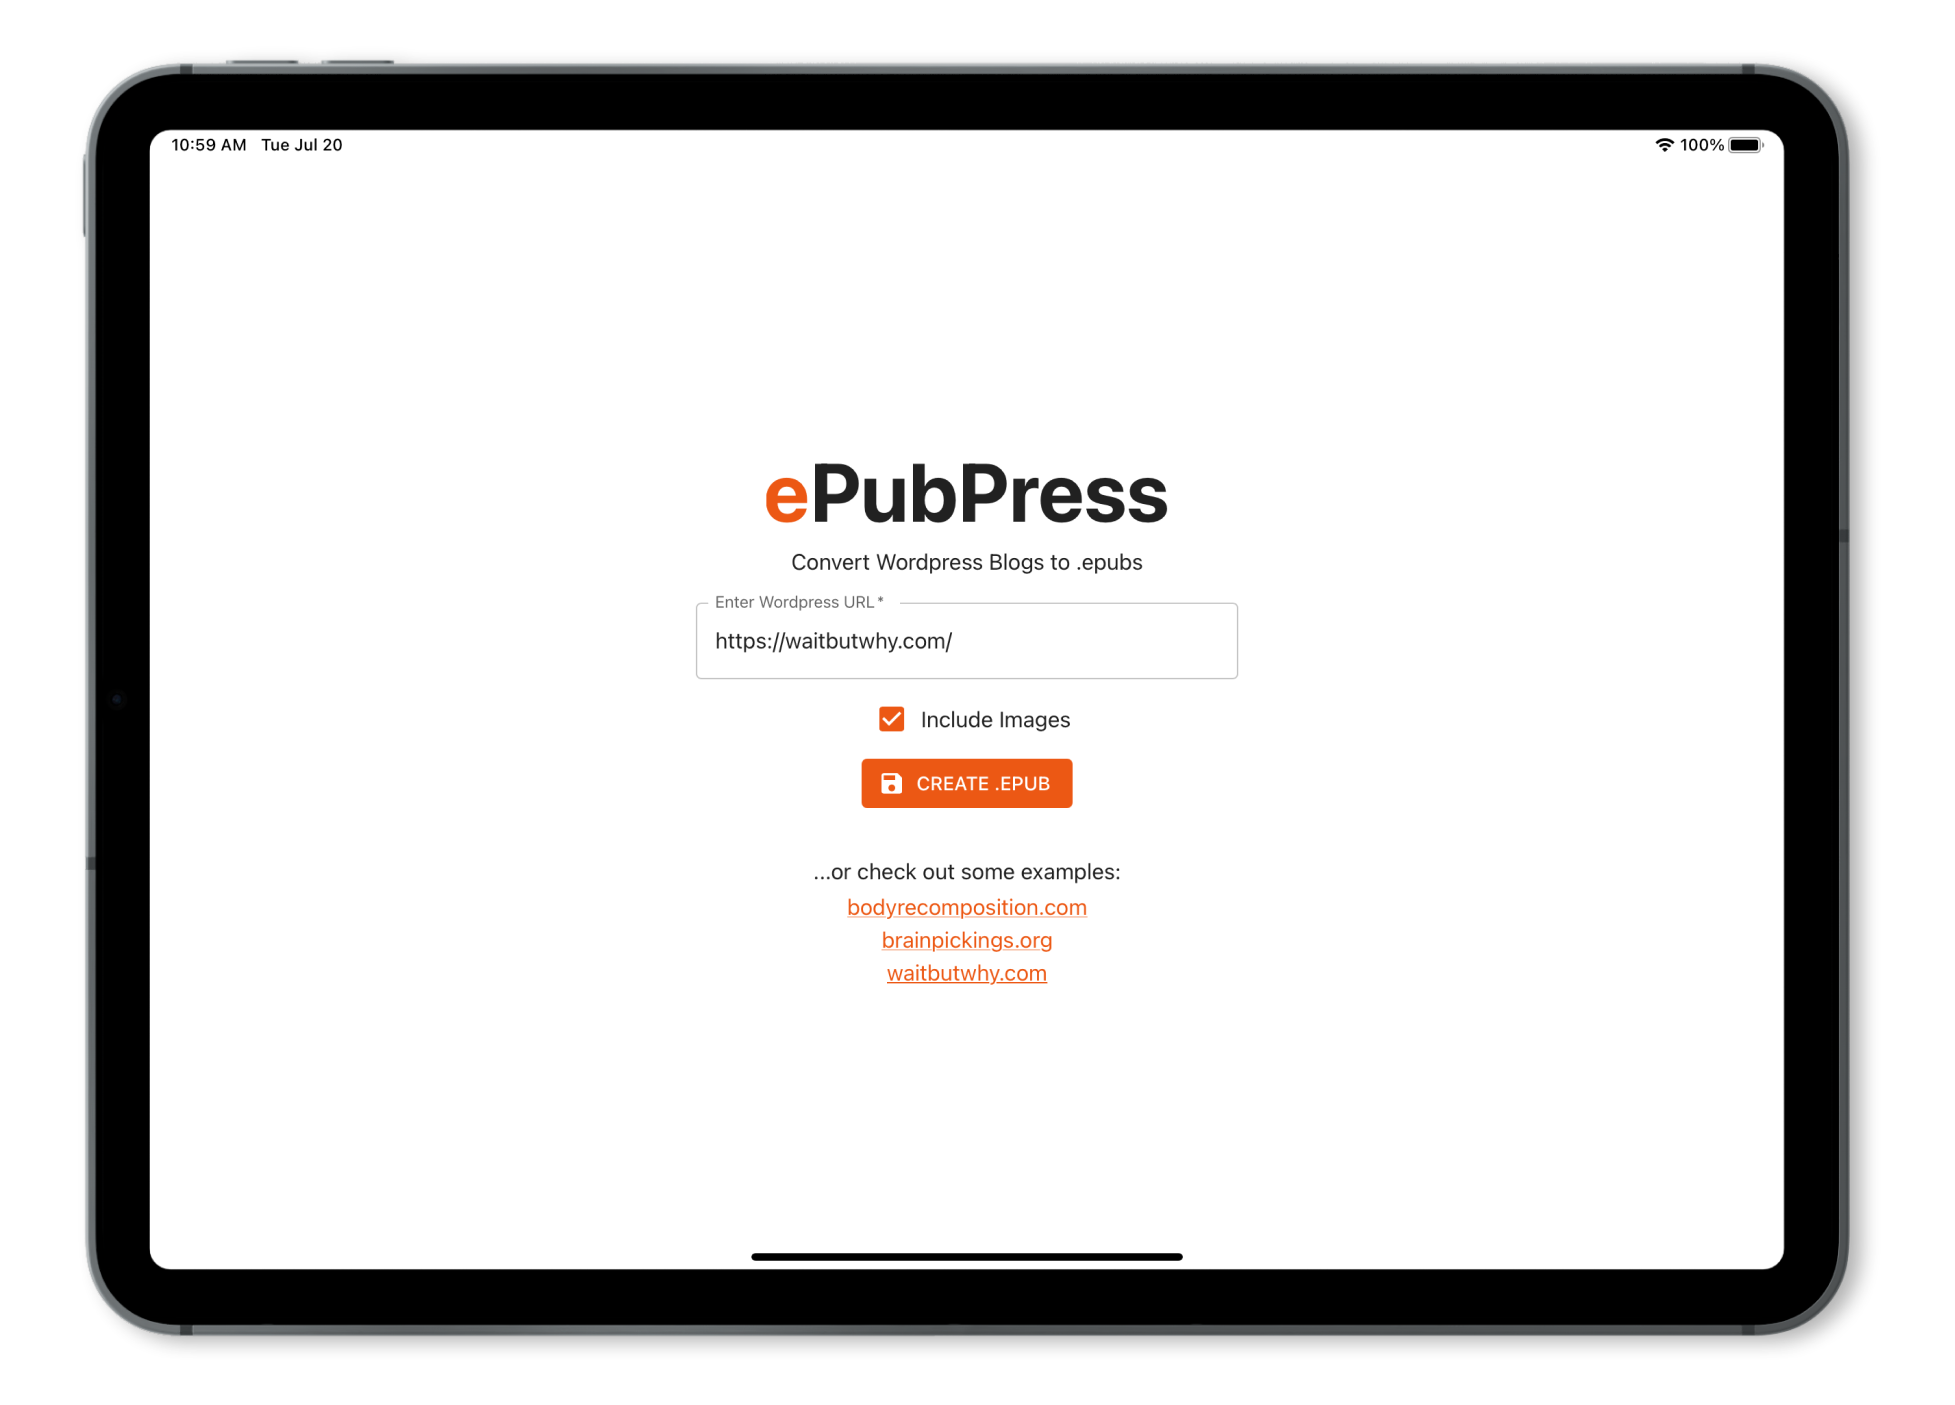 10:59 AM Tue Jul 20
100%
ePubPress
Convert Wordpress Blogs to .epubs
Enter Wordpress URL *
https://waitbutwhy.com/
Include Images
CREATE .EPUB
...or check out some examples:
bodyrecomposition.com
brainpickings.org
waitbutwhy.com